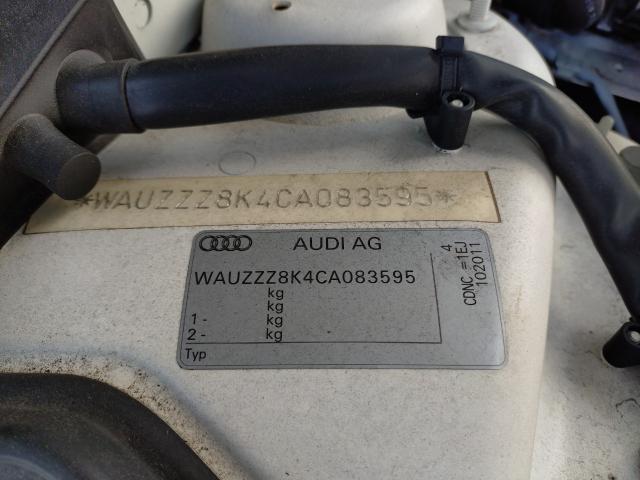 *WAUZZZ8K4CA083595*
AUDI AG
WAUZZZ8K4CA083595
kg
kg
1 - kg
2 - kg
Typ
4
CDNC = 1EJ
102011